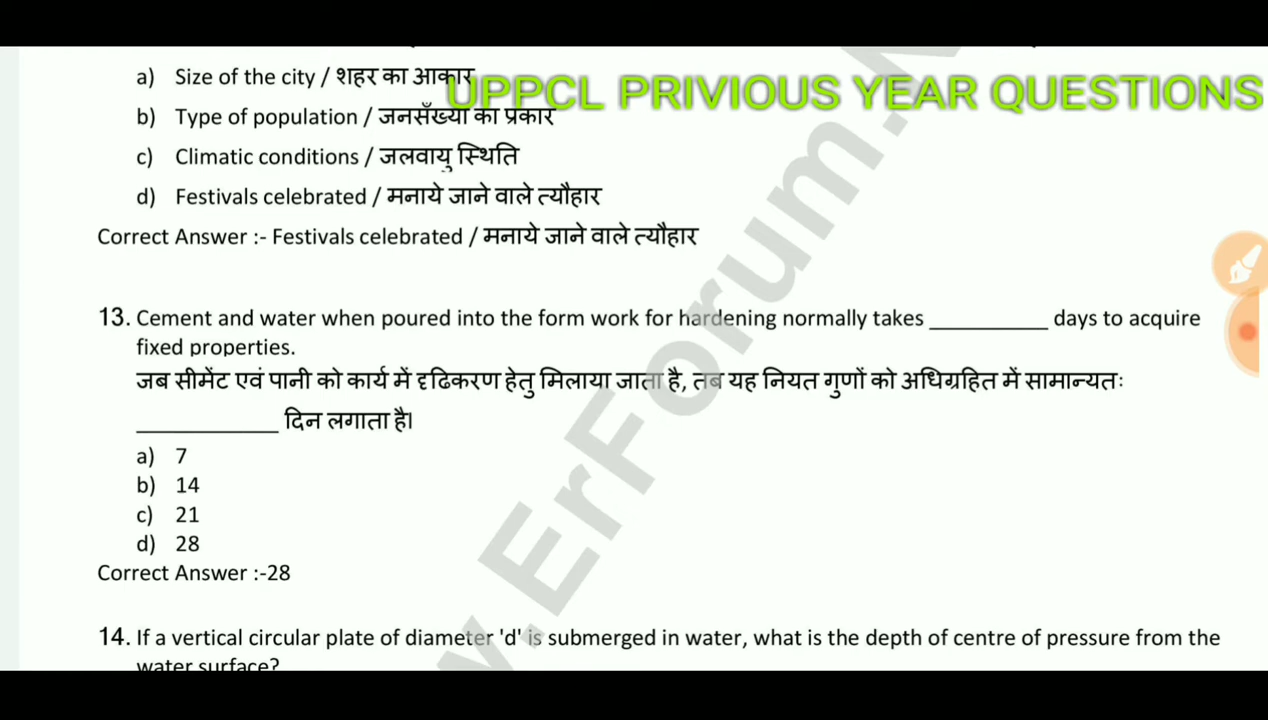 a) Size of the city / शहर का आकार
UPPCL PRIVIOUS YEAR QUESTIONS
b) Type of population / जनसँख्या का प्रकार
c) Climatic conditions / जलवायु स्थिति
d) Festivals celebrated / मनाये जाने वाले त्यौहार
Correct Answer :- Festivals celebrated / मनाये जाने वाले त्यौहार
13. Cement and water when poured into the form work for hardening normally takes __________ days to acquire
fixed properties.
जब सीमेंट एवं पानी को कार्य में दृढिकरण हेतु मिलाया जाता है, तब यह नियत गुणों को अधिग्रहित में सामान्यतः
____________ दिन लगाता है।
a) 7
b) 14
c) 21
d) 28
Correct Answer :-28
14. If a vertical circular plate of diameter 'd' is submerged in water, what is the depth of centre of pressure from the
water surface?
.ErForum.